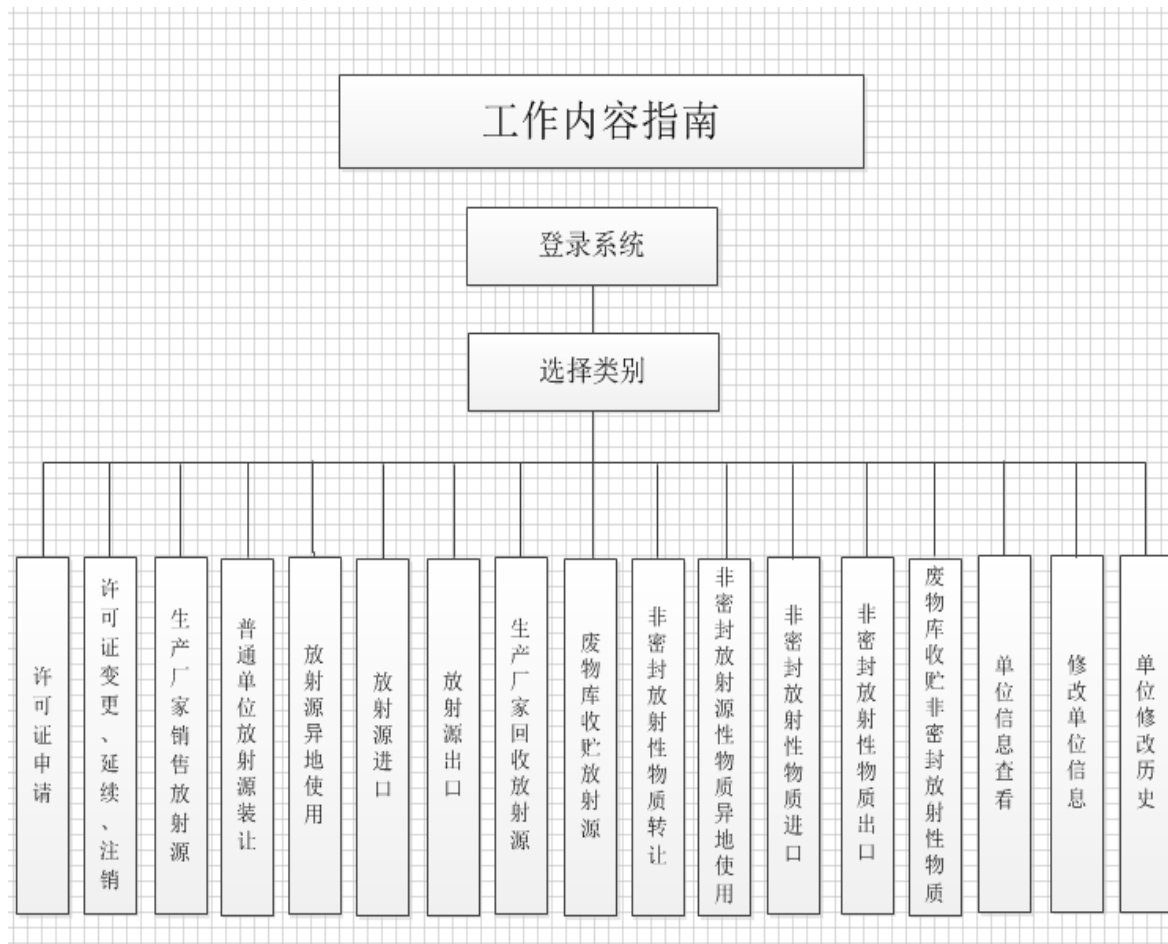 工作内容指南
登录系统
选择类别
许可证申请
许可证变更、延续、注销
生产厂家销售放射源
普通单位放射源装让
放射源异地使用
放射源进口
放射源出口
生产厂家回收放射源
废物库收贮放射源
非密封放射性物质转让
非密封放射源性物质异地使用
非密封放射性物质进口
非密封放射性物质出口
废物库收贮非密封放射性物质
单位信息查看
修改单位信息
单位修改历史